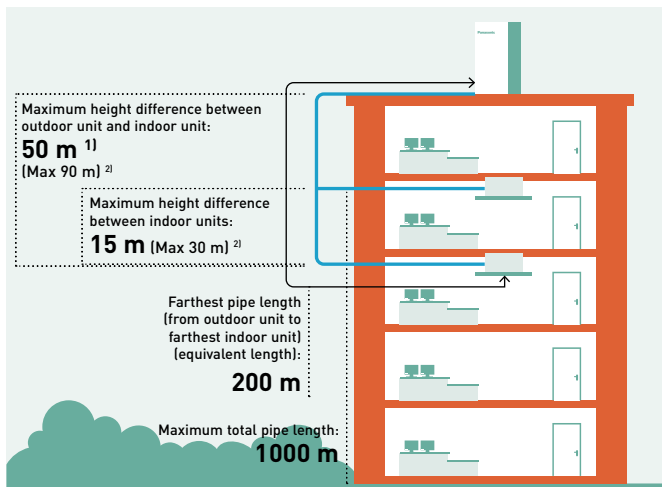 Panasonic
Maximum height difference between
outdoor unit and indoor unit:
50 m 1)
(Max 90 m) 2)
Maximum height difference
between indoor units:
15 m (Max 30 m) 2)
Farthest pipe length
(from outdoor unit to
farthest indoor unit)
(equivalent length):
200 m
Maximum total pipe length:
1000 m